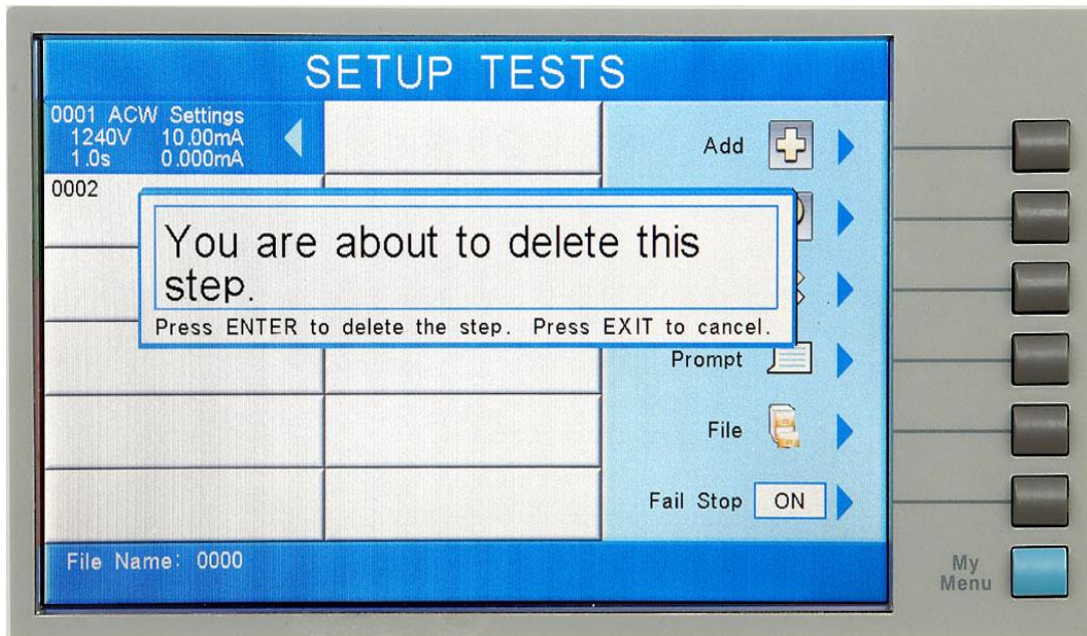 SETUP TESTS
0001 ACW Settings
1240V 10.00mA
1.0s 0.000mA
0002
Add
You are about to delete this
step.
Press ENTER to delete the step. Press EXIT to cancel.
Prompt
File
Fail Stop ON
File Name: 0000
My
Menu